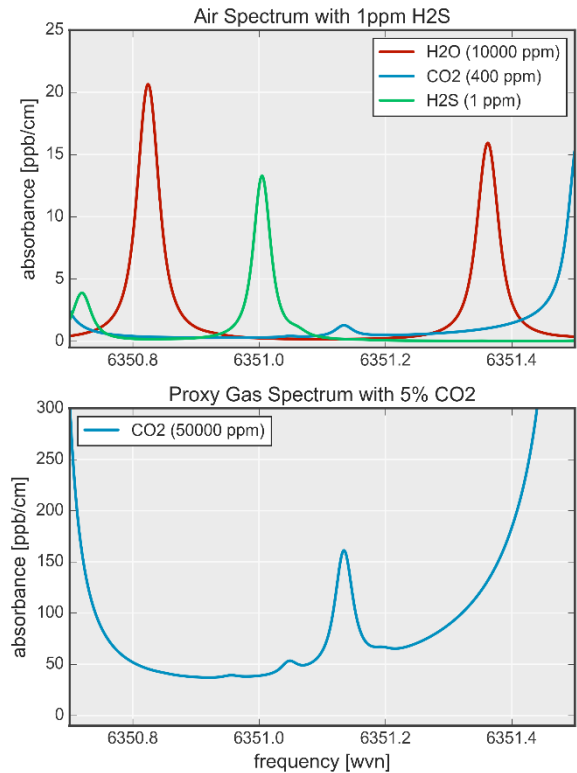 Air Spectrum with 1ppm H2S
H2O (10000 ppm)
CO2 (400 ppm)
H2S (1 ppm)
absorbance [ppb/cm]
25
20
15
10
5
0
6350.8 6351.0 6351.2 6351.4
Proxy Gas Spectrum with 5% CO2
CO2 (50000 ppm)
absorbance [ppb/cm]
300
250
200
150
100
50
0
6350.8 6351.0 6351.2 6351.4
frequency [wvn]